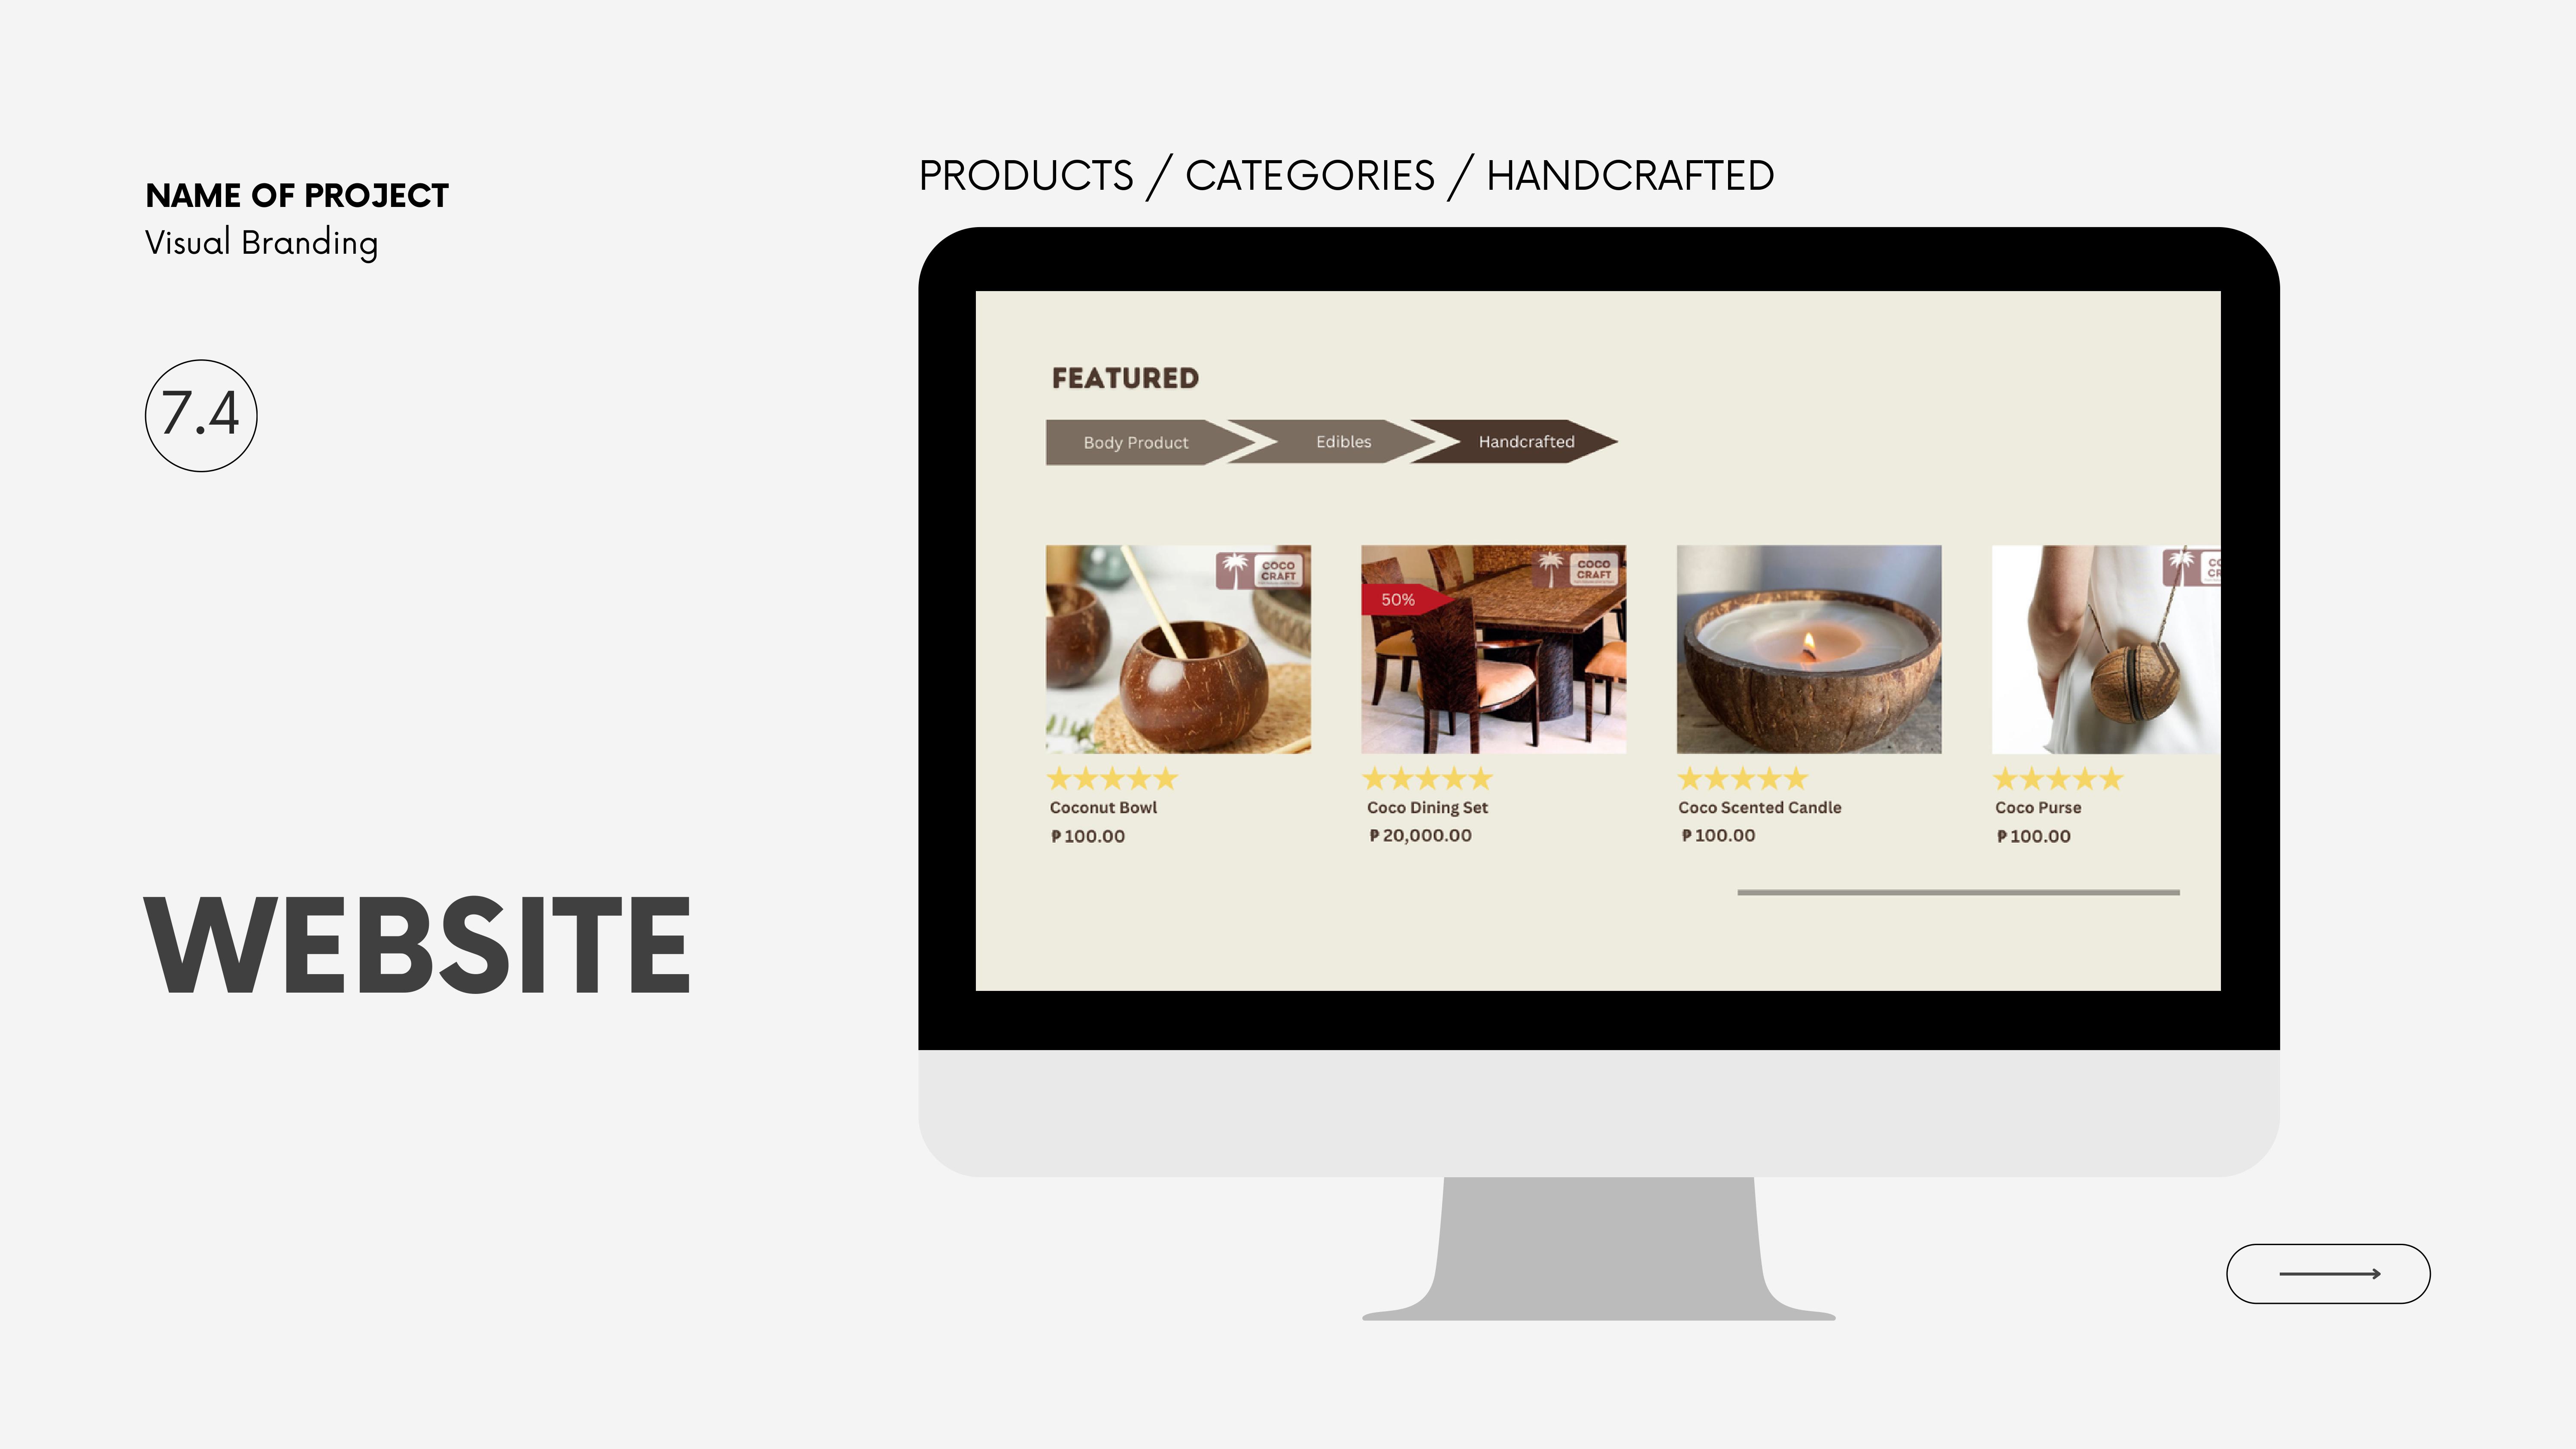 NAME OF PROJECT
Visual Branding
7.4
WEBSITE
PRODUCTS / CATEGORIES / HANDCRAFTED
FEATURED
Body Product
Edibles
Handcrafted
COCO
CRAFT
50%
COCO
CRAFT
Coconut Bowl
₱ 100.00
Coco Dining Set
₱ 20,000.00
Coco Scented Candle
₱ 100.00
Coco Purse
₱ 100.00